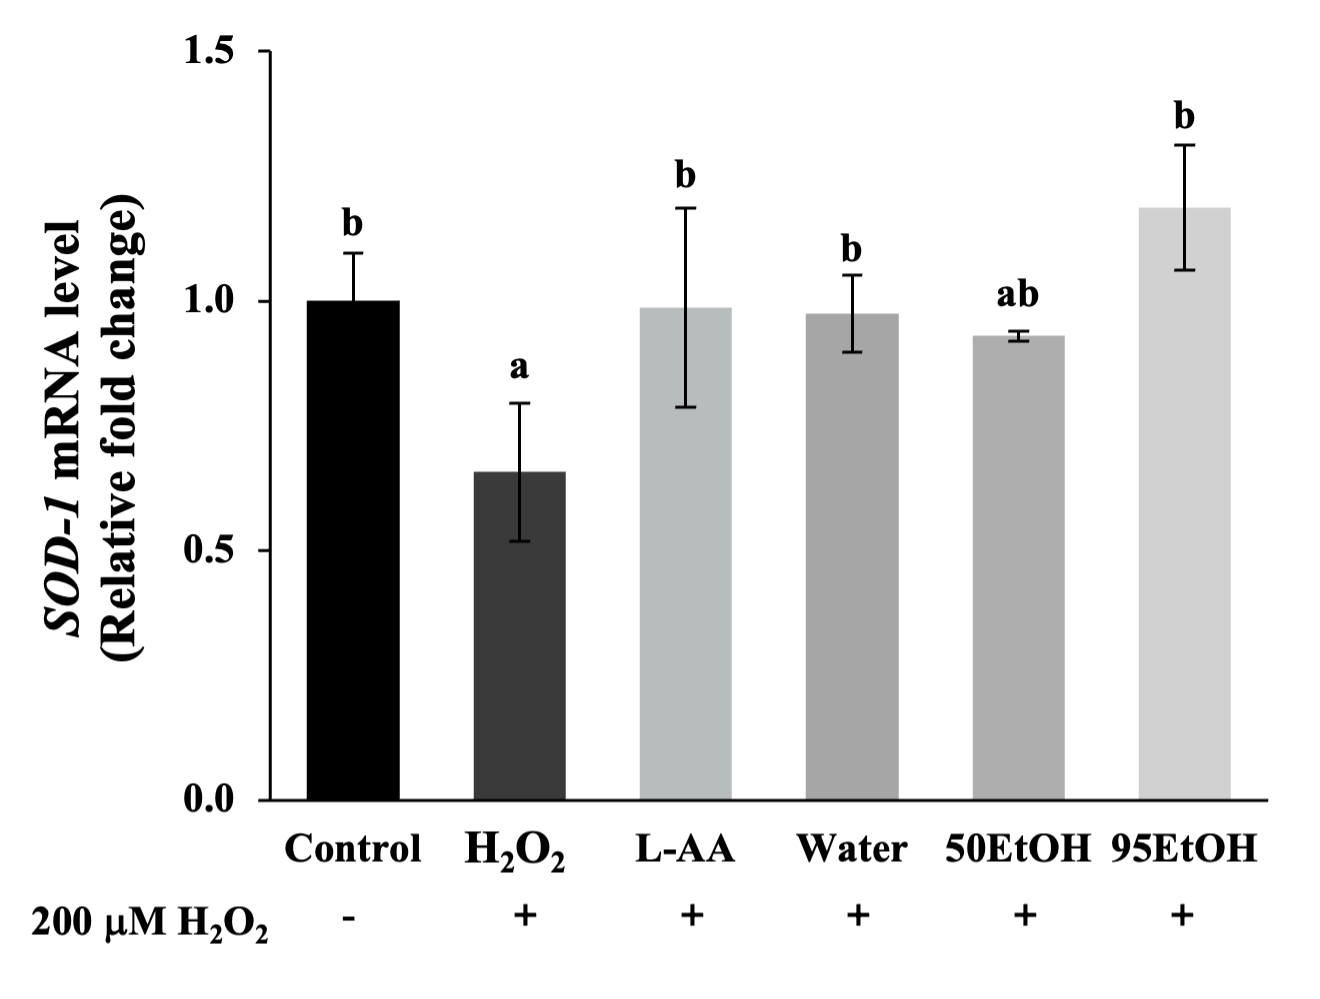 SOD-1 mRNA level
(Relative fold change)
1.5
1.0
0.5
0.0
b
a
b
b
ab
b
Control H₂O₂ L-AA Water 50EtOH 95EtOH
200 μM H₂O₂ - + + + + +